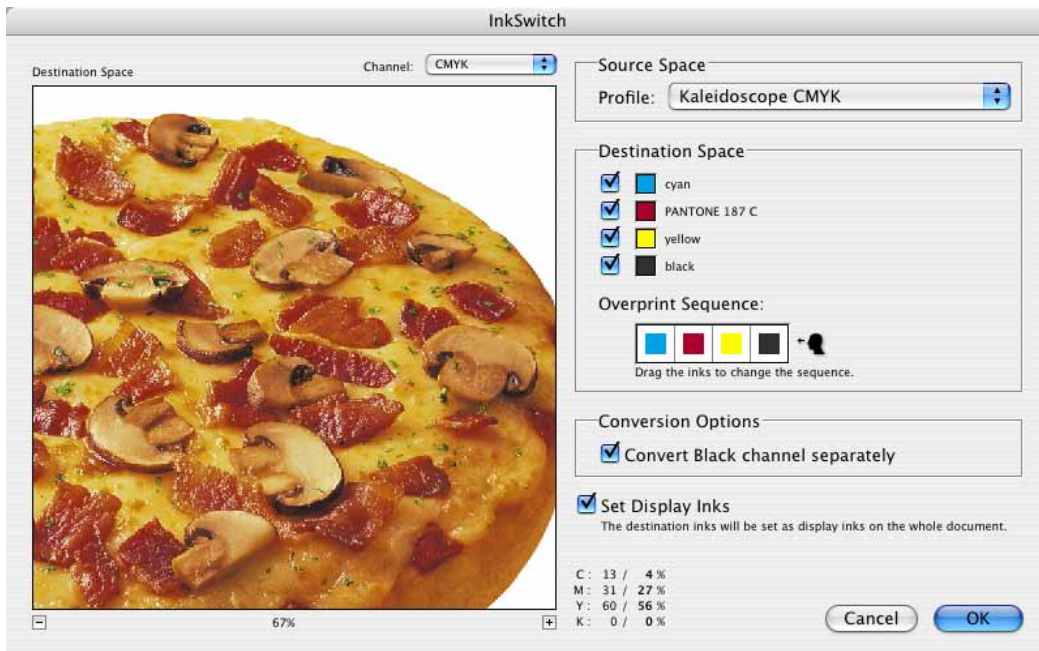 InkSwitch
Destination Space
Channel: CMYK
67%
Source Space
Profile: Kaleidoscope CMYK
Destination Space
cyan
PANTONE 187 C
yellow
black
Overprint Sequence:
Drag the inks to change the sequence.
Conversion Options
Convert Black channel separately
Set Display Inks
The destination inks will be set as display inks on the whole document.
C: 13 / 4 %
M: 31 / 27 %
Y: 60 / 56 %
K: 0 / 0 %
Cancel OK